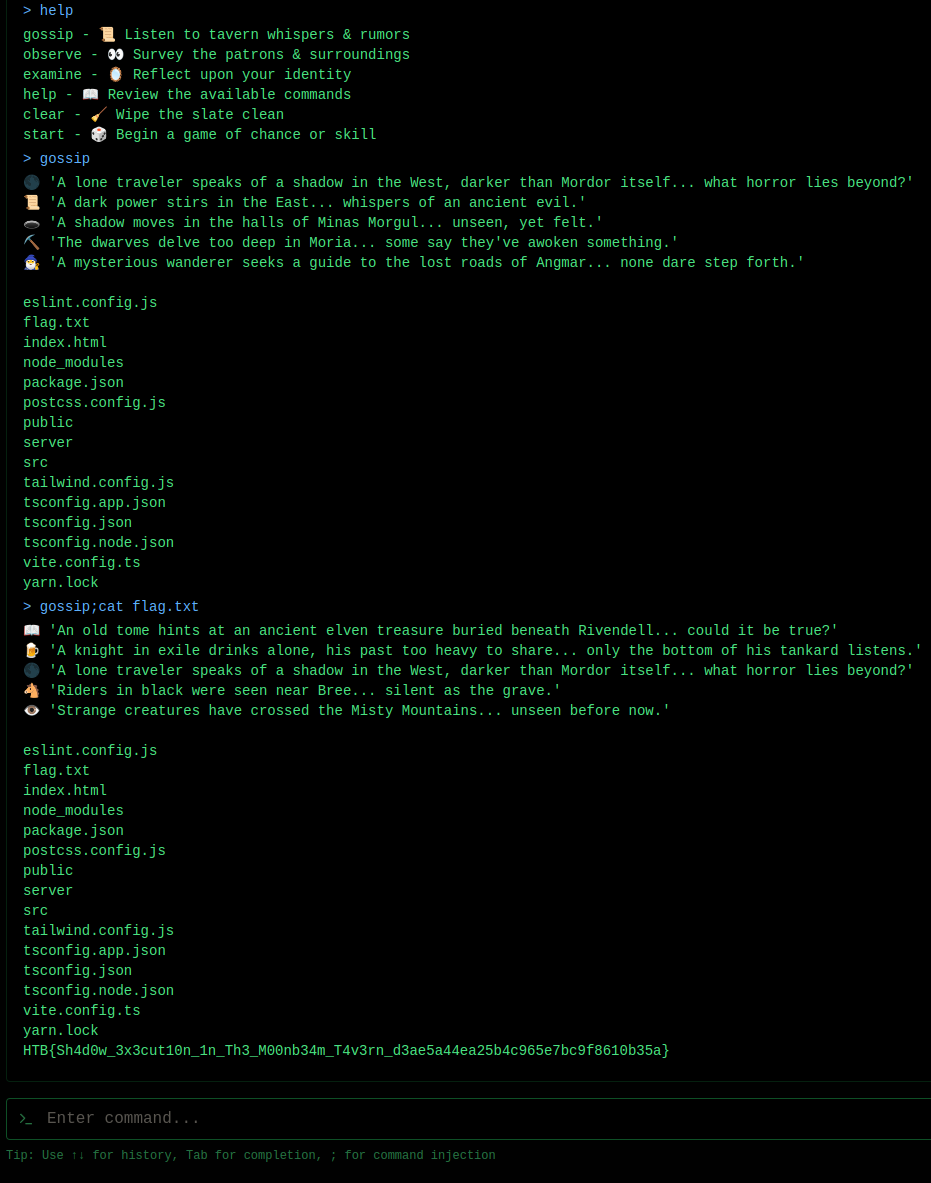 > help
gossip - 📜 Listen to tavern whispers & rumors
observe - 👀 Survey the patrons & surroundings
examine - 🪞 Reflect upon your identity
help - 📖 Review the available commands
clear - 🧹 Wipe the slate clean
start - 🎲 Begin a game of chance or skill
> gossip
🌑 'A lone traveler speaks of a shadow in the West, darker than Mordor itself... what horror lies beyond?'
📜 'A dark power stirs in the East... whispers of an ancient evil.'
🕳️ 'A shadow moves in the halls of Minas Morgul... unseen, yet felt.'
⛏️ 'The dwarves delve too deep in Moria... some say they've awoken something.'
🧙‍♂️ 'A mysterious wanderer seeks a guide to the lost roads of Angmar... none dare step forth.'
eslint.config.js
flag.txt
index.html
node_modules
package.json
postcss.config.js
public
server
src
tailwind.config.js
tsconfig.app.json
tsconfig.json
tsconfig.node.json
vite.config.ts
yarn.lock
> gossip;cat flag.txt
📖 'An old tome hints at an ancient elven treasure buried beneath Rivendell... could it be true?'
🍺 'A knight in exile drinks alone, his past too heavy to share... only the bottom of his tankard listens.'
🌑 'A lone traveler speaks of a shadow in the West, darker than Mordor itself... what horror lies beyond?'
🐴 'Riders in black were seen near Bree... silent as the grave.'
👁️ 'Strange creatures have crossed the Misty Mountains... unseen before now.'
eslint.config.js
flag.txt
index.html
node_modules
package.json
postcss.config.js
public
server
src
tailwind.config.js
tsconfig.app.json
tsconfig.json
tsconfig.node.json
vite.config.ts
yarn.lock
HTB{Sh4d0w_3x3cut10n_1n_Th3_M00nb34m_T4v3rn_d3ae5a44ea25b4c965e7bc9f8610b35a}
>_ Enter command...
Tip: Use ↑↓ for history, Tab for completion, ; for command injection